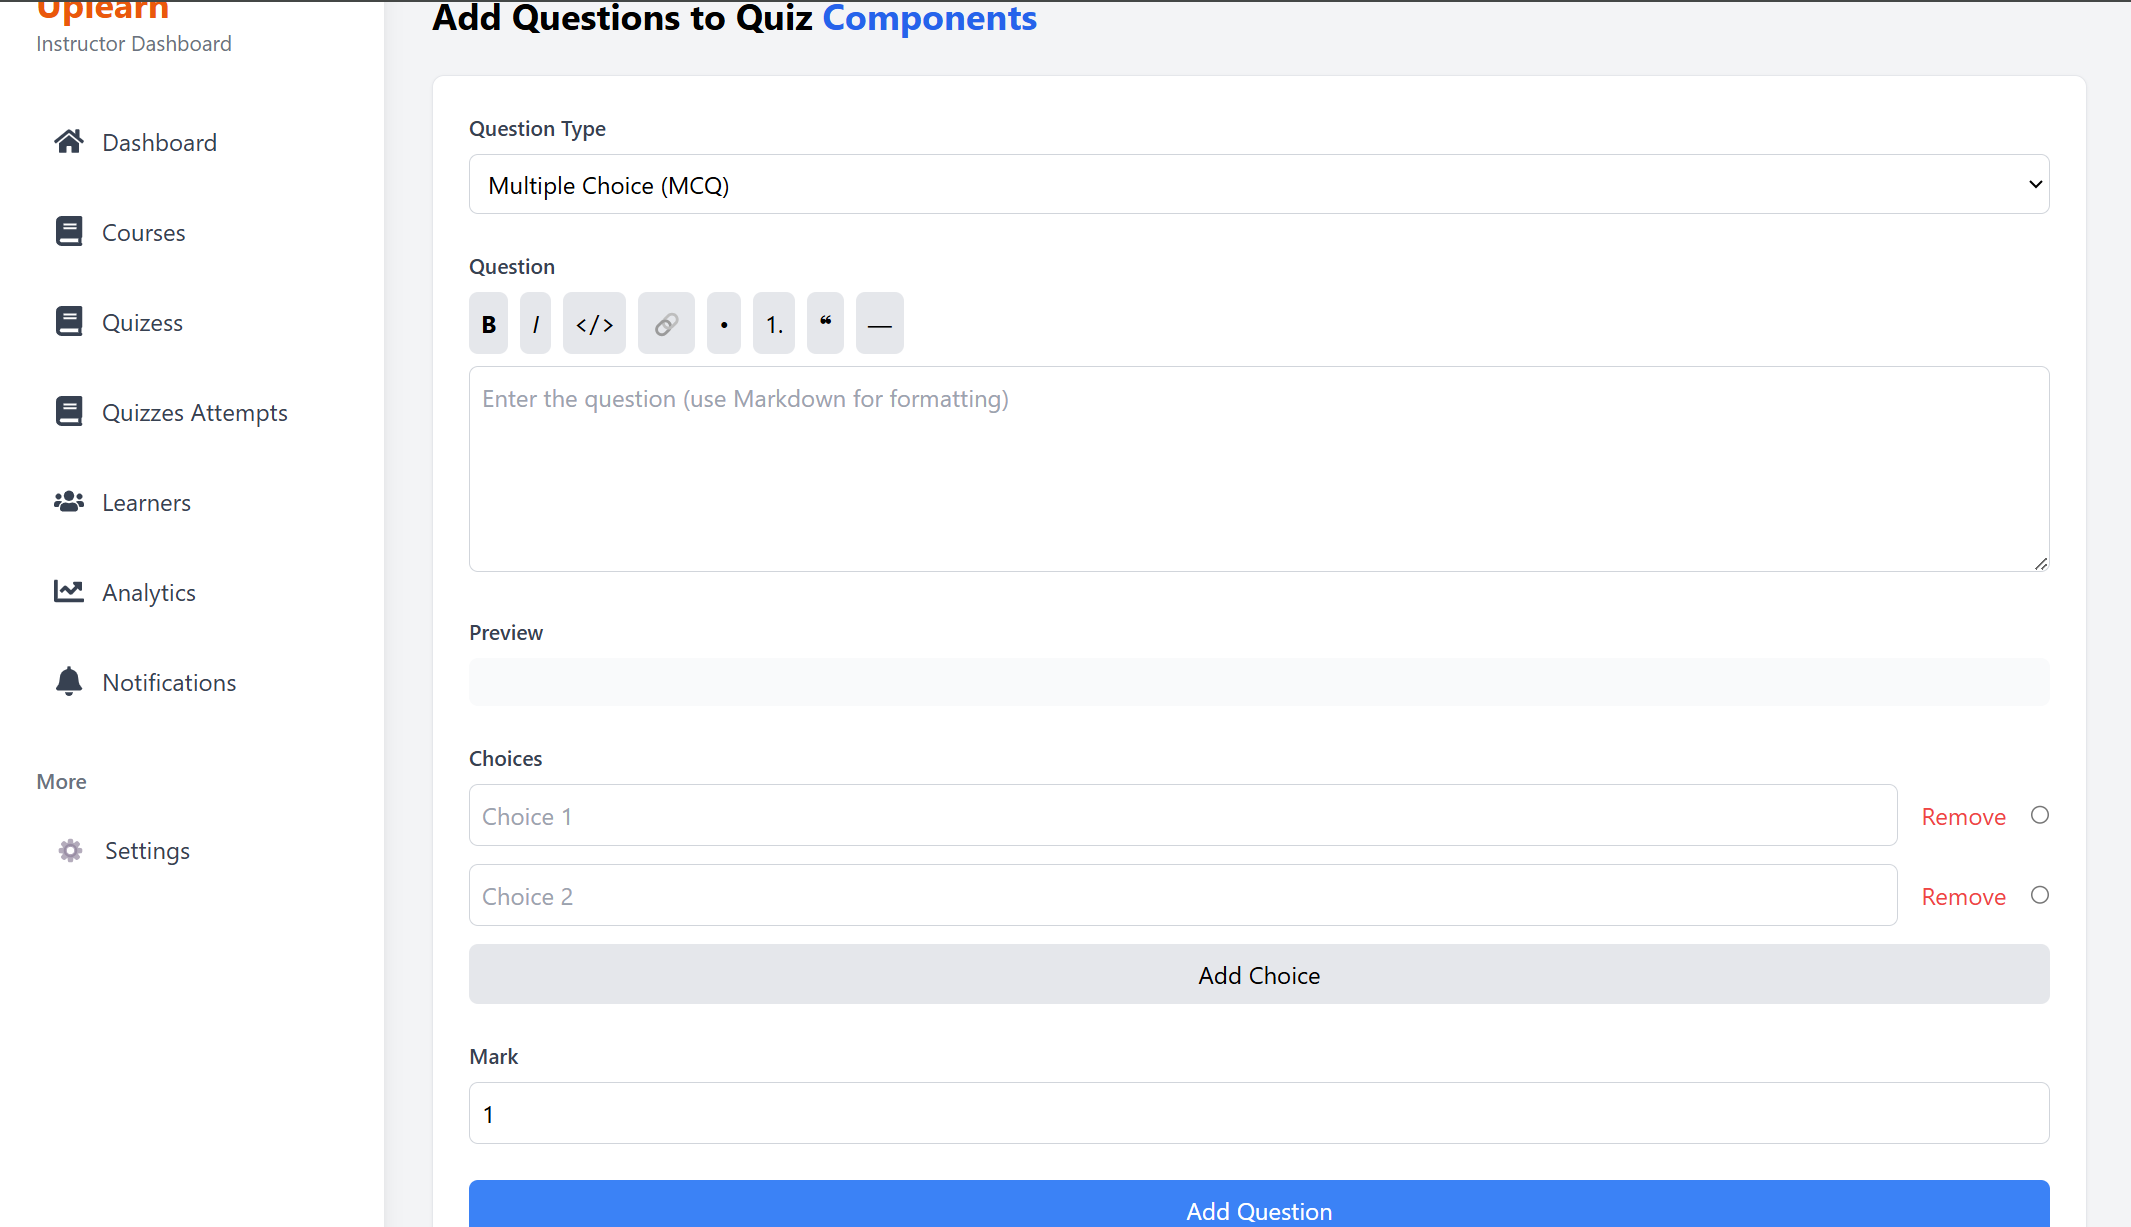 Uplearn
Instructor Dashboard
Dashboard
Courses
Quizess
Quizzes Attempts
Learners
Analytics
Notifications
More
Settings
Add Questions to Quiz Components
Question Type
Multiple Choice (MCQ)
Question
B I </> • 1. ❝ —
Enter the question (use Markdown for formatting)
Preview
Choices
Choice 1 Remove
Choice 2 Remove
Add Choice
Mark
1
Add Question